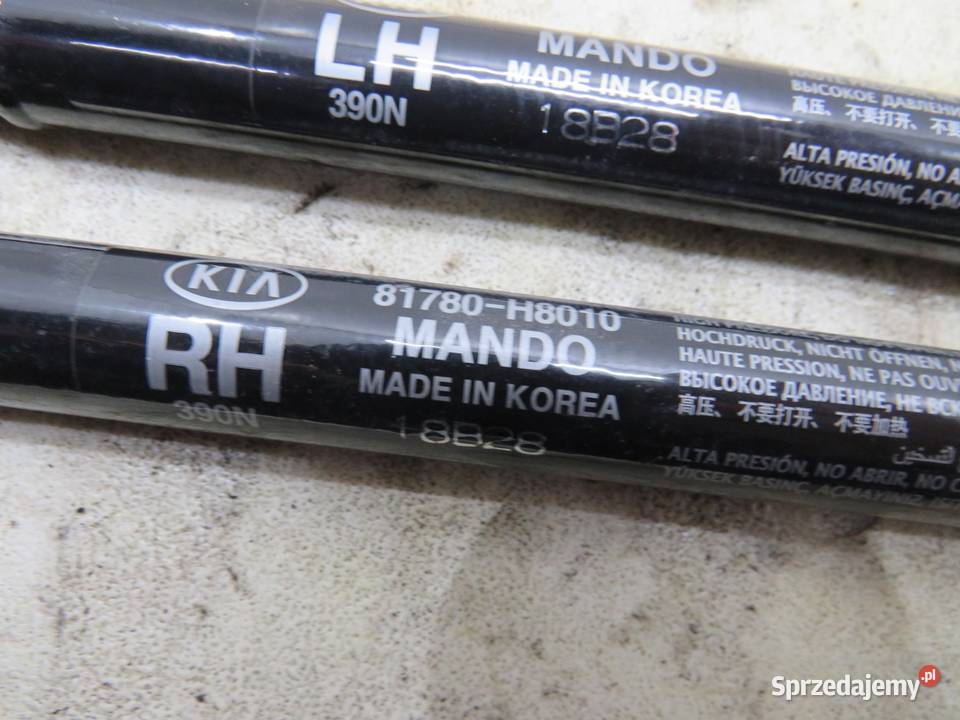 LH
390N
MANDO
MADE IN KOREA
18B28
ВЫСОКОЕ ДАВЛЕНИ
高压、不要打开、不要
ALTA PRESIÓN, NO A
YÜKSEK BASINÇ, AÇMA
KIA
RH
390N
81780-H8010
MANDO
MADE IN KOREA
18B28
HOCHDRUCK, NICHT ÖFFNEN, N
HAUTE PRESSION, NE PAS OUV
ВЫСОКОЕ ДАВЛЕНИЕ, НЕ ВСК
高压、不要打开、不要加热
ALTA PRESIÓN, NO ABRIR, NO C
YÜKSEK BASINÇ, AÇMAYINIZ
Sprzedajemy.pl